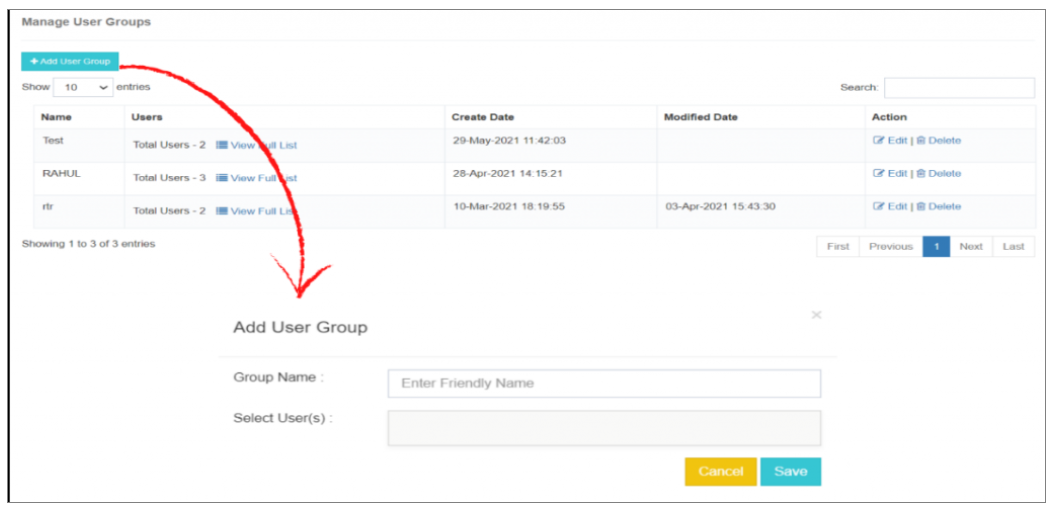 Manage User Groups
+ Add User Group
Show 10 entries Search:
Name Users Create Date Modified Date Action
Test Total Users - 2 View Full List 29-May-2021 11:42:03 Edit | Delete
RAHUL Total Users - 3 View Full List 28-Apr-2021 14:15:21 Edit | Delete
rtr Total Users - 2 View Full List 10-Mar-2021 18:19:55 03-Apr-2021 15:43:30 Edit | Delete
Showing 1 to 3 of 3 entries First Previous 1 Next Last
Add User Group ×
Group Name : Enter Friendly Name
Select User(s) :
Cancel Save